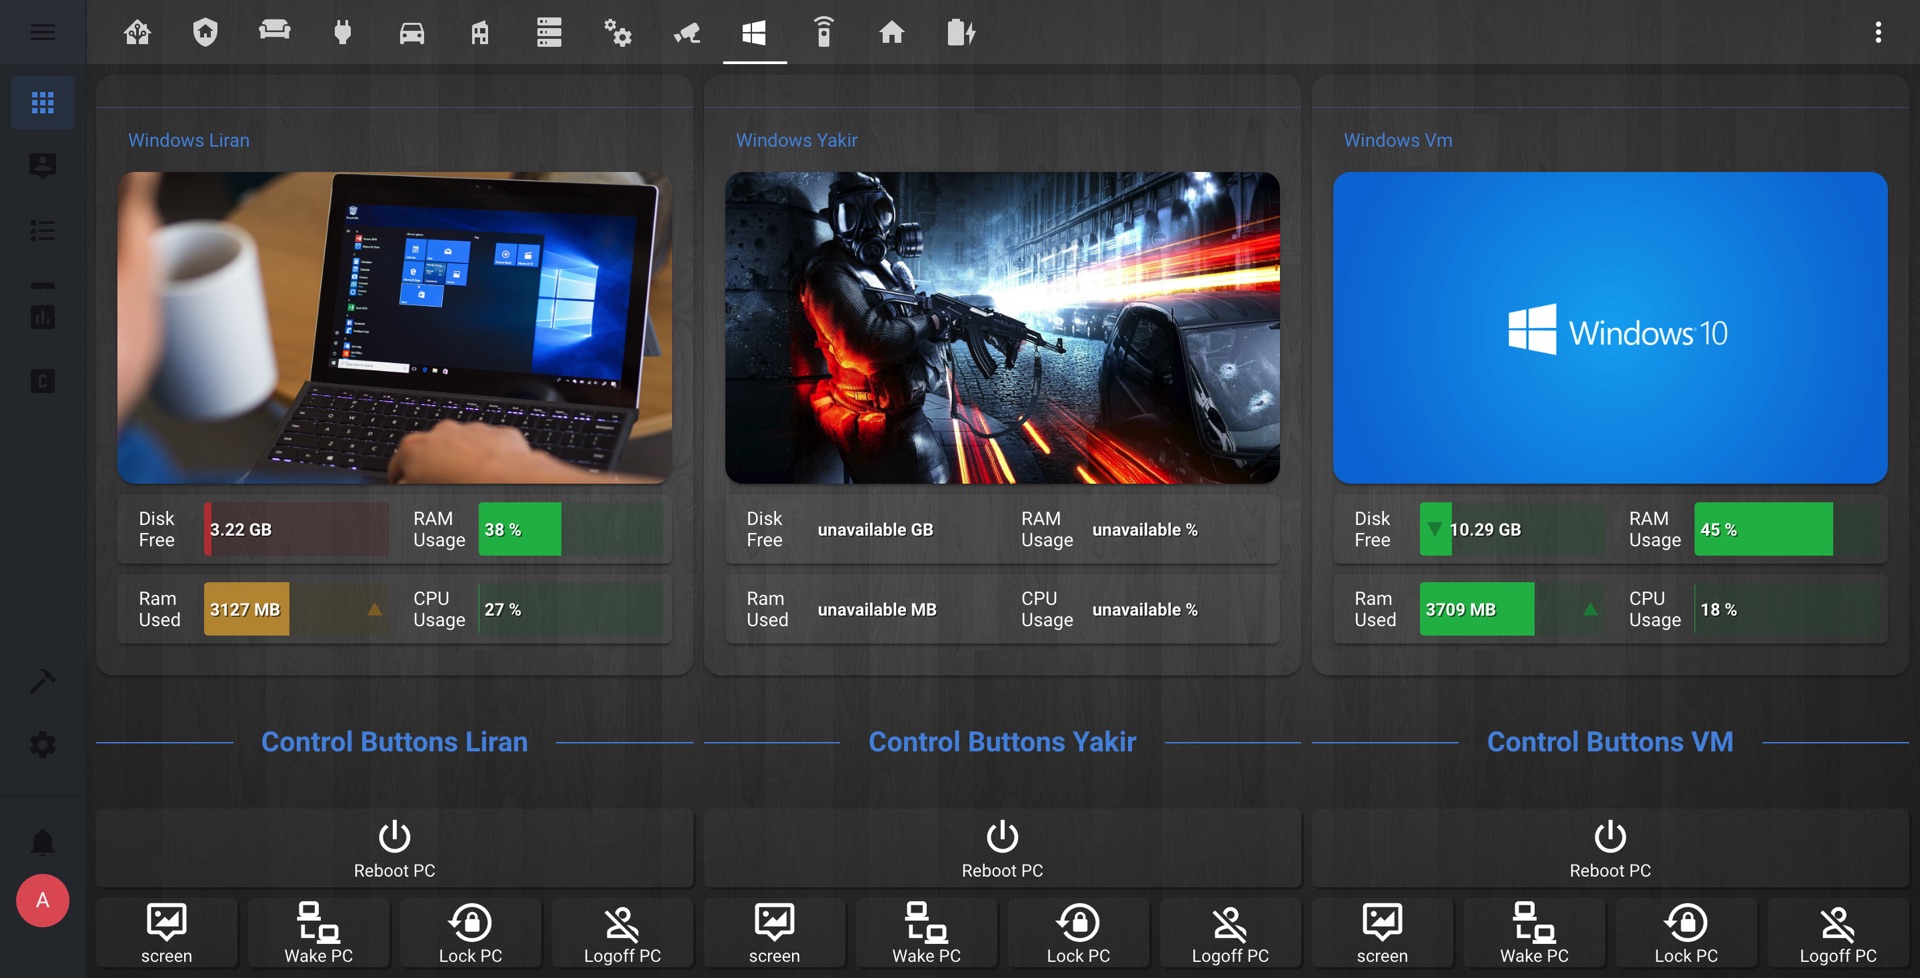 Windows Liran
Windows Yakir
Windows Vm
Windows 10
Disk
Free
3.22 GB
RAM
Usage
38 %
Ram
Used
3127 MB
CPU
Usage
27 %
Disk
Free
unavailable GB
RAM
Usage
unavailable %
Ram
Used
unavailable MB
CPU
Usage
unavailable %
Disk
Free
10.29 GB
RAM
Usage
45 %
Ram
Used
3709 MB
CPU
Usage
18 %
Control Buttons Liran
Control Buttons Yakir
Control Buttons VM
Reboot PC
Reboot PC
Reboot PC
C
A
screen
Wake PC
Lock PC
Logoff PC
screen
Wake PC
Lock PC
Logoff PC
screen
Wake PC
Lock PC
Logoff PC